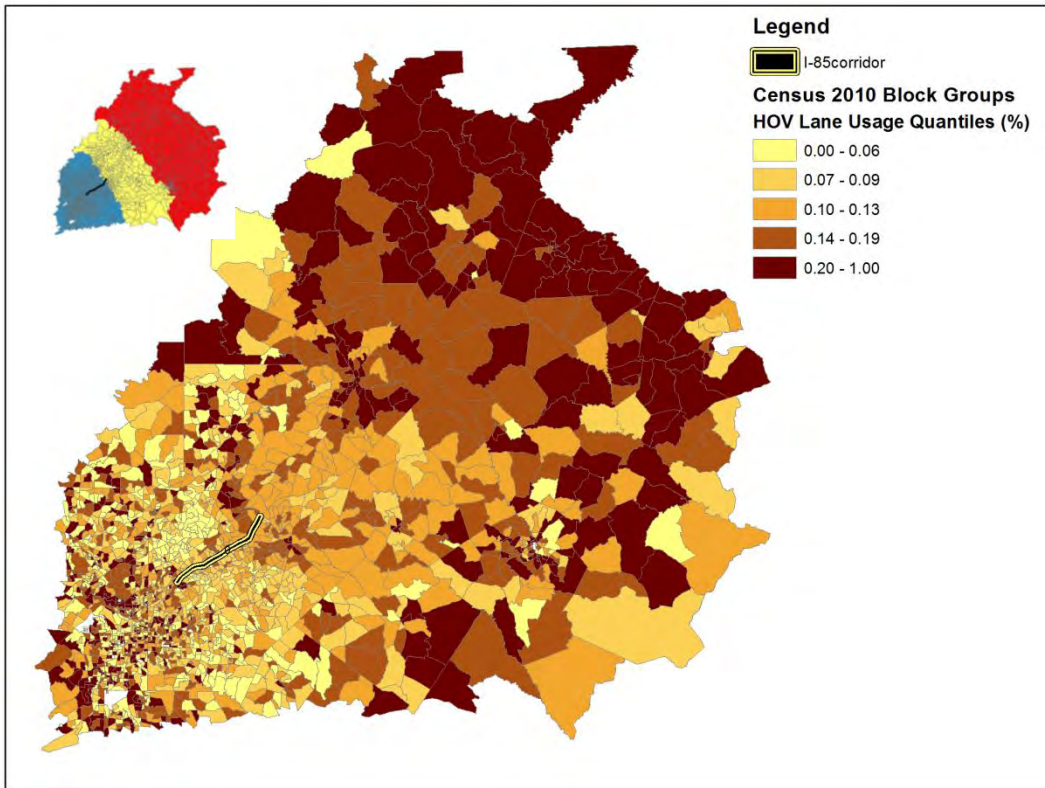 Legend
I-85corridor
Census 2010 Block Groups
HOV Lane Usage Quantiles (%)
0.00 - 0.06
0.07 - 0.09
0.10 - 0.13
0.14 - 0.19
0.20 - 1.00